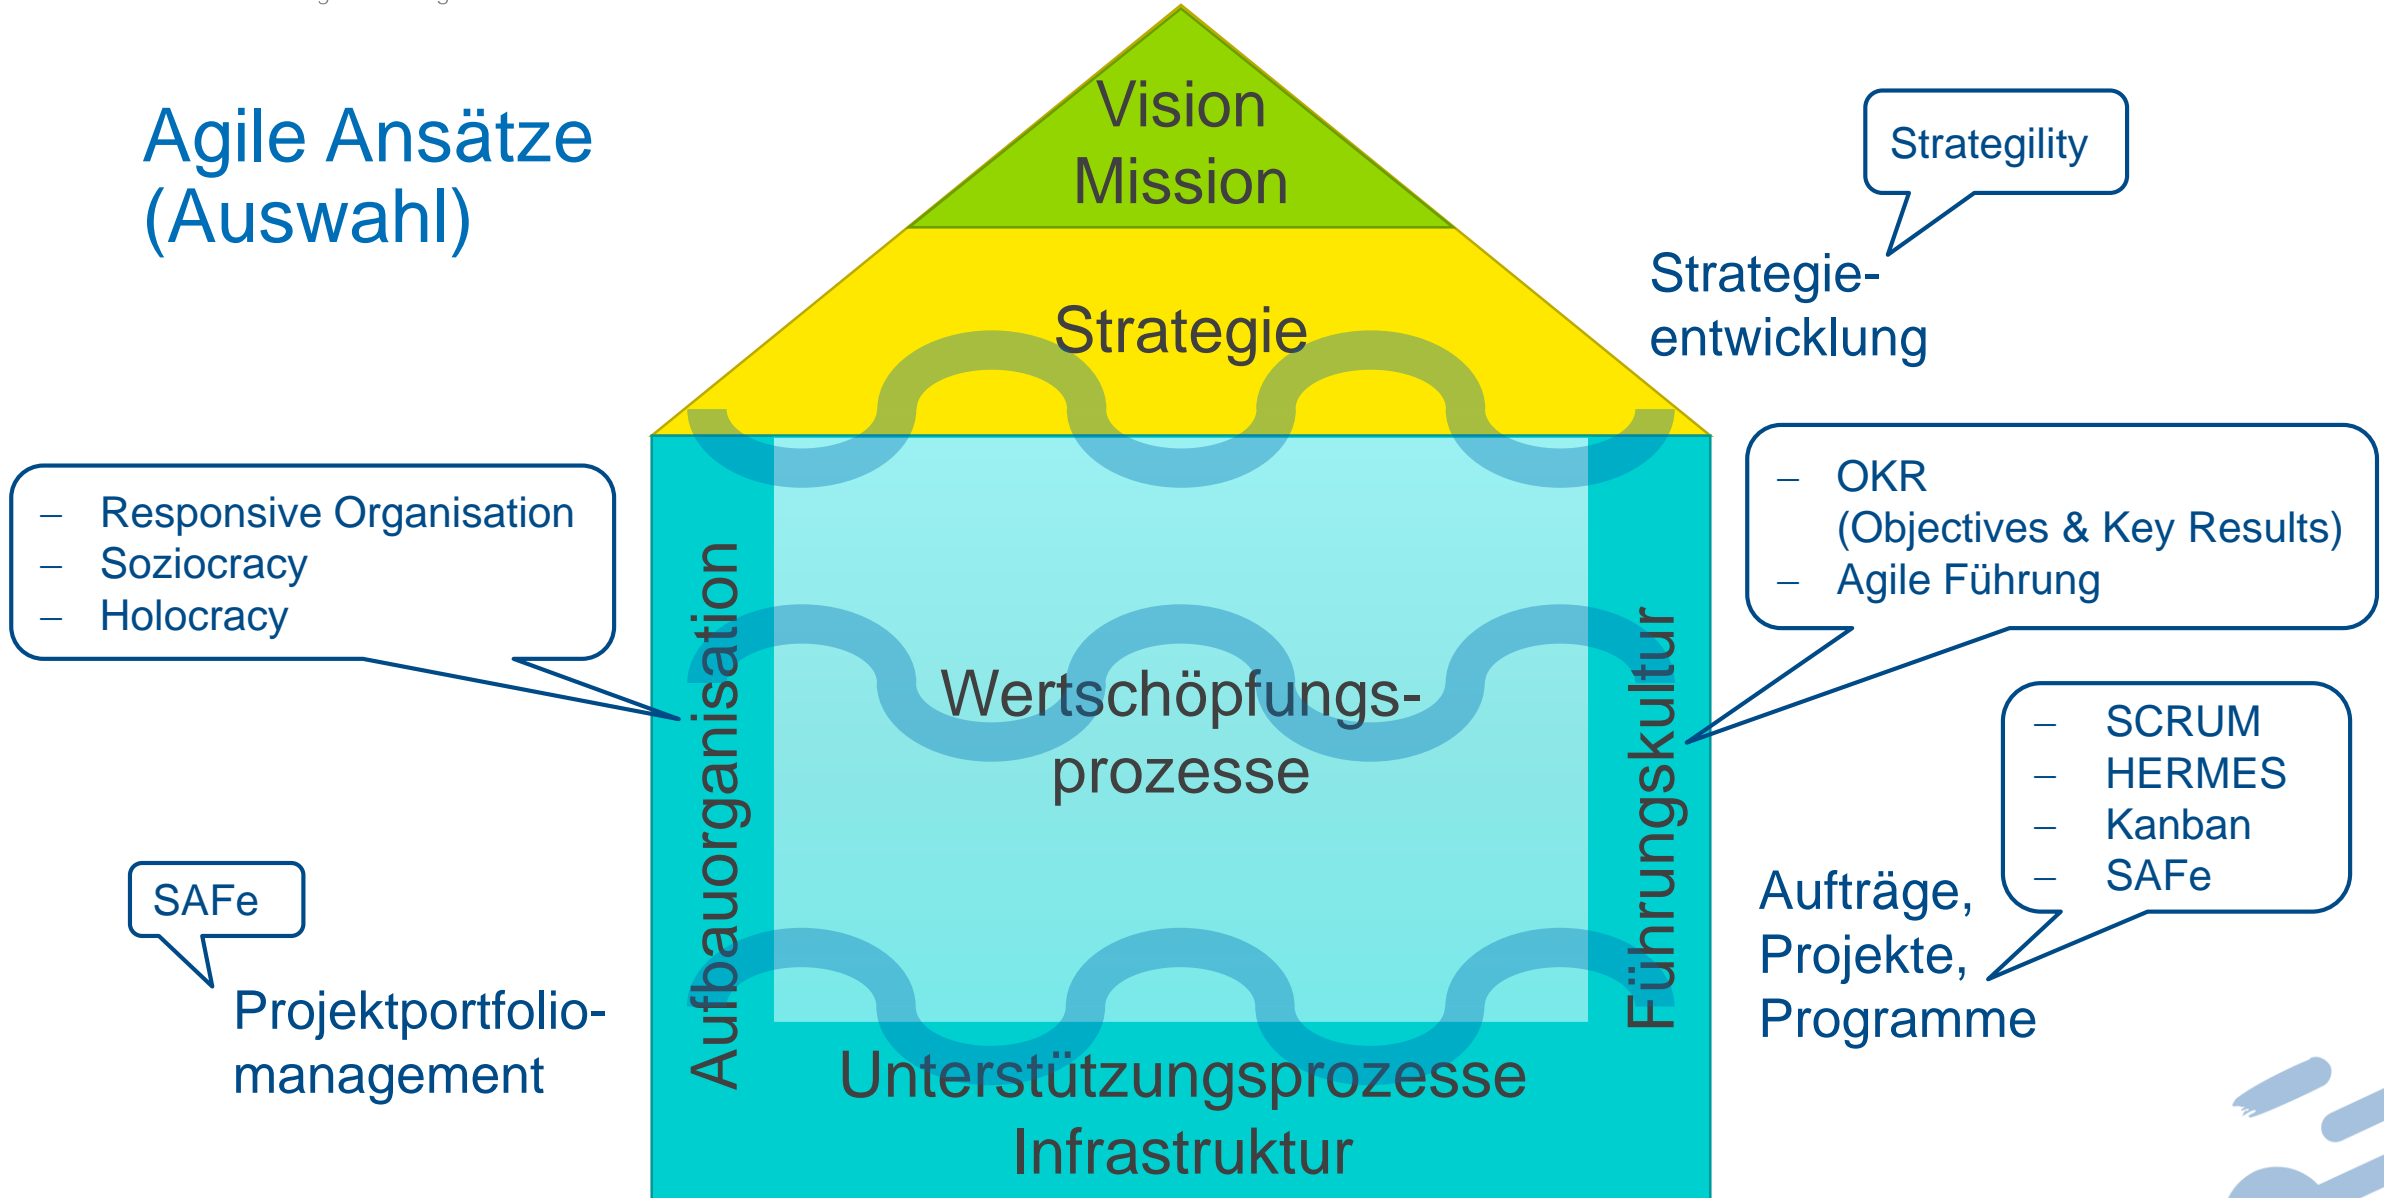 Agile Ansätze
(Auswahl)
Vision
Mission
Strategie
Strategility
Strategie-
entwicklung
– Responsive Organisation
– Soziocracy
– Holocracy
– OKR
(Objectives & Key Results)
– Agile Führung
Aufbauorganisation
Wertschöpfungs-
prozesse
Führungskultur
– SCRUM
– HERMES
– Kanban
– SAFe
Aufträge,
Projekte,
Programme
SAFe
Projektportfolio-
management
Unterstützungsprozesse
Infrastruktur